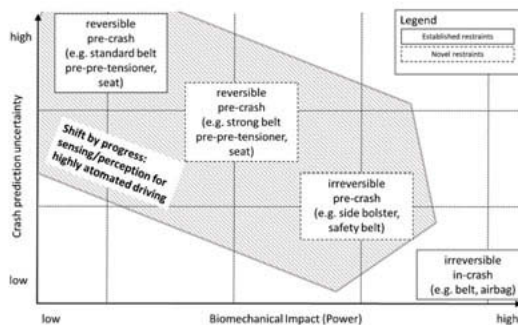 Legend
Established restraints
Novel restraints
high
Crash prediction uncertainty
low
reversible
pre-crash
(e.g. standard belt
pre-pre-tensioner,
seat)
reversible
pre-crash
(e.g. strong belt
pre-pre-tensioner,
seat)
Shift by progress:
sensing/perception for
highly atomated driving
irreversible
pre-crash
(e.g. side bolster,
safety belt)
irreversible
in-crash
(e.g. belt, airbag)
low
Biomechanical Impact (Power)
high